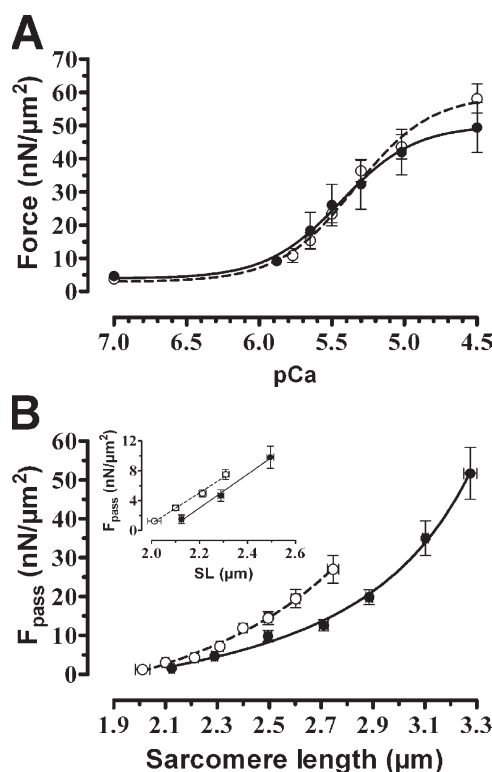 A
Force (nN/µm²)
70
60
50
40
30
20
10
0
7.0 6.5 6.0 5.5 5.0 4.5
pCa
B
Fpass (nN/µm²)
60
50
40
30
20
10
0
Fpass (nN/µm²)
12
8
4
0
2.0 2.2 2.4 2.6
SL (µm)
1.9 2.1 2.3 2.5 2.7 2.9 3.1 3.3
Sarcomere length (µm)